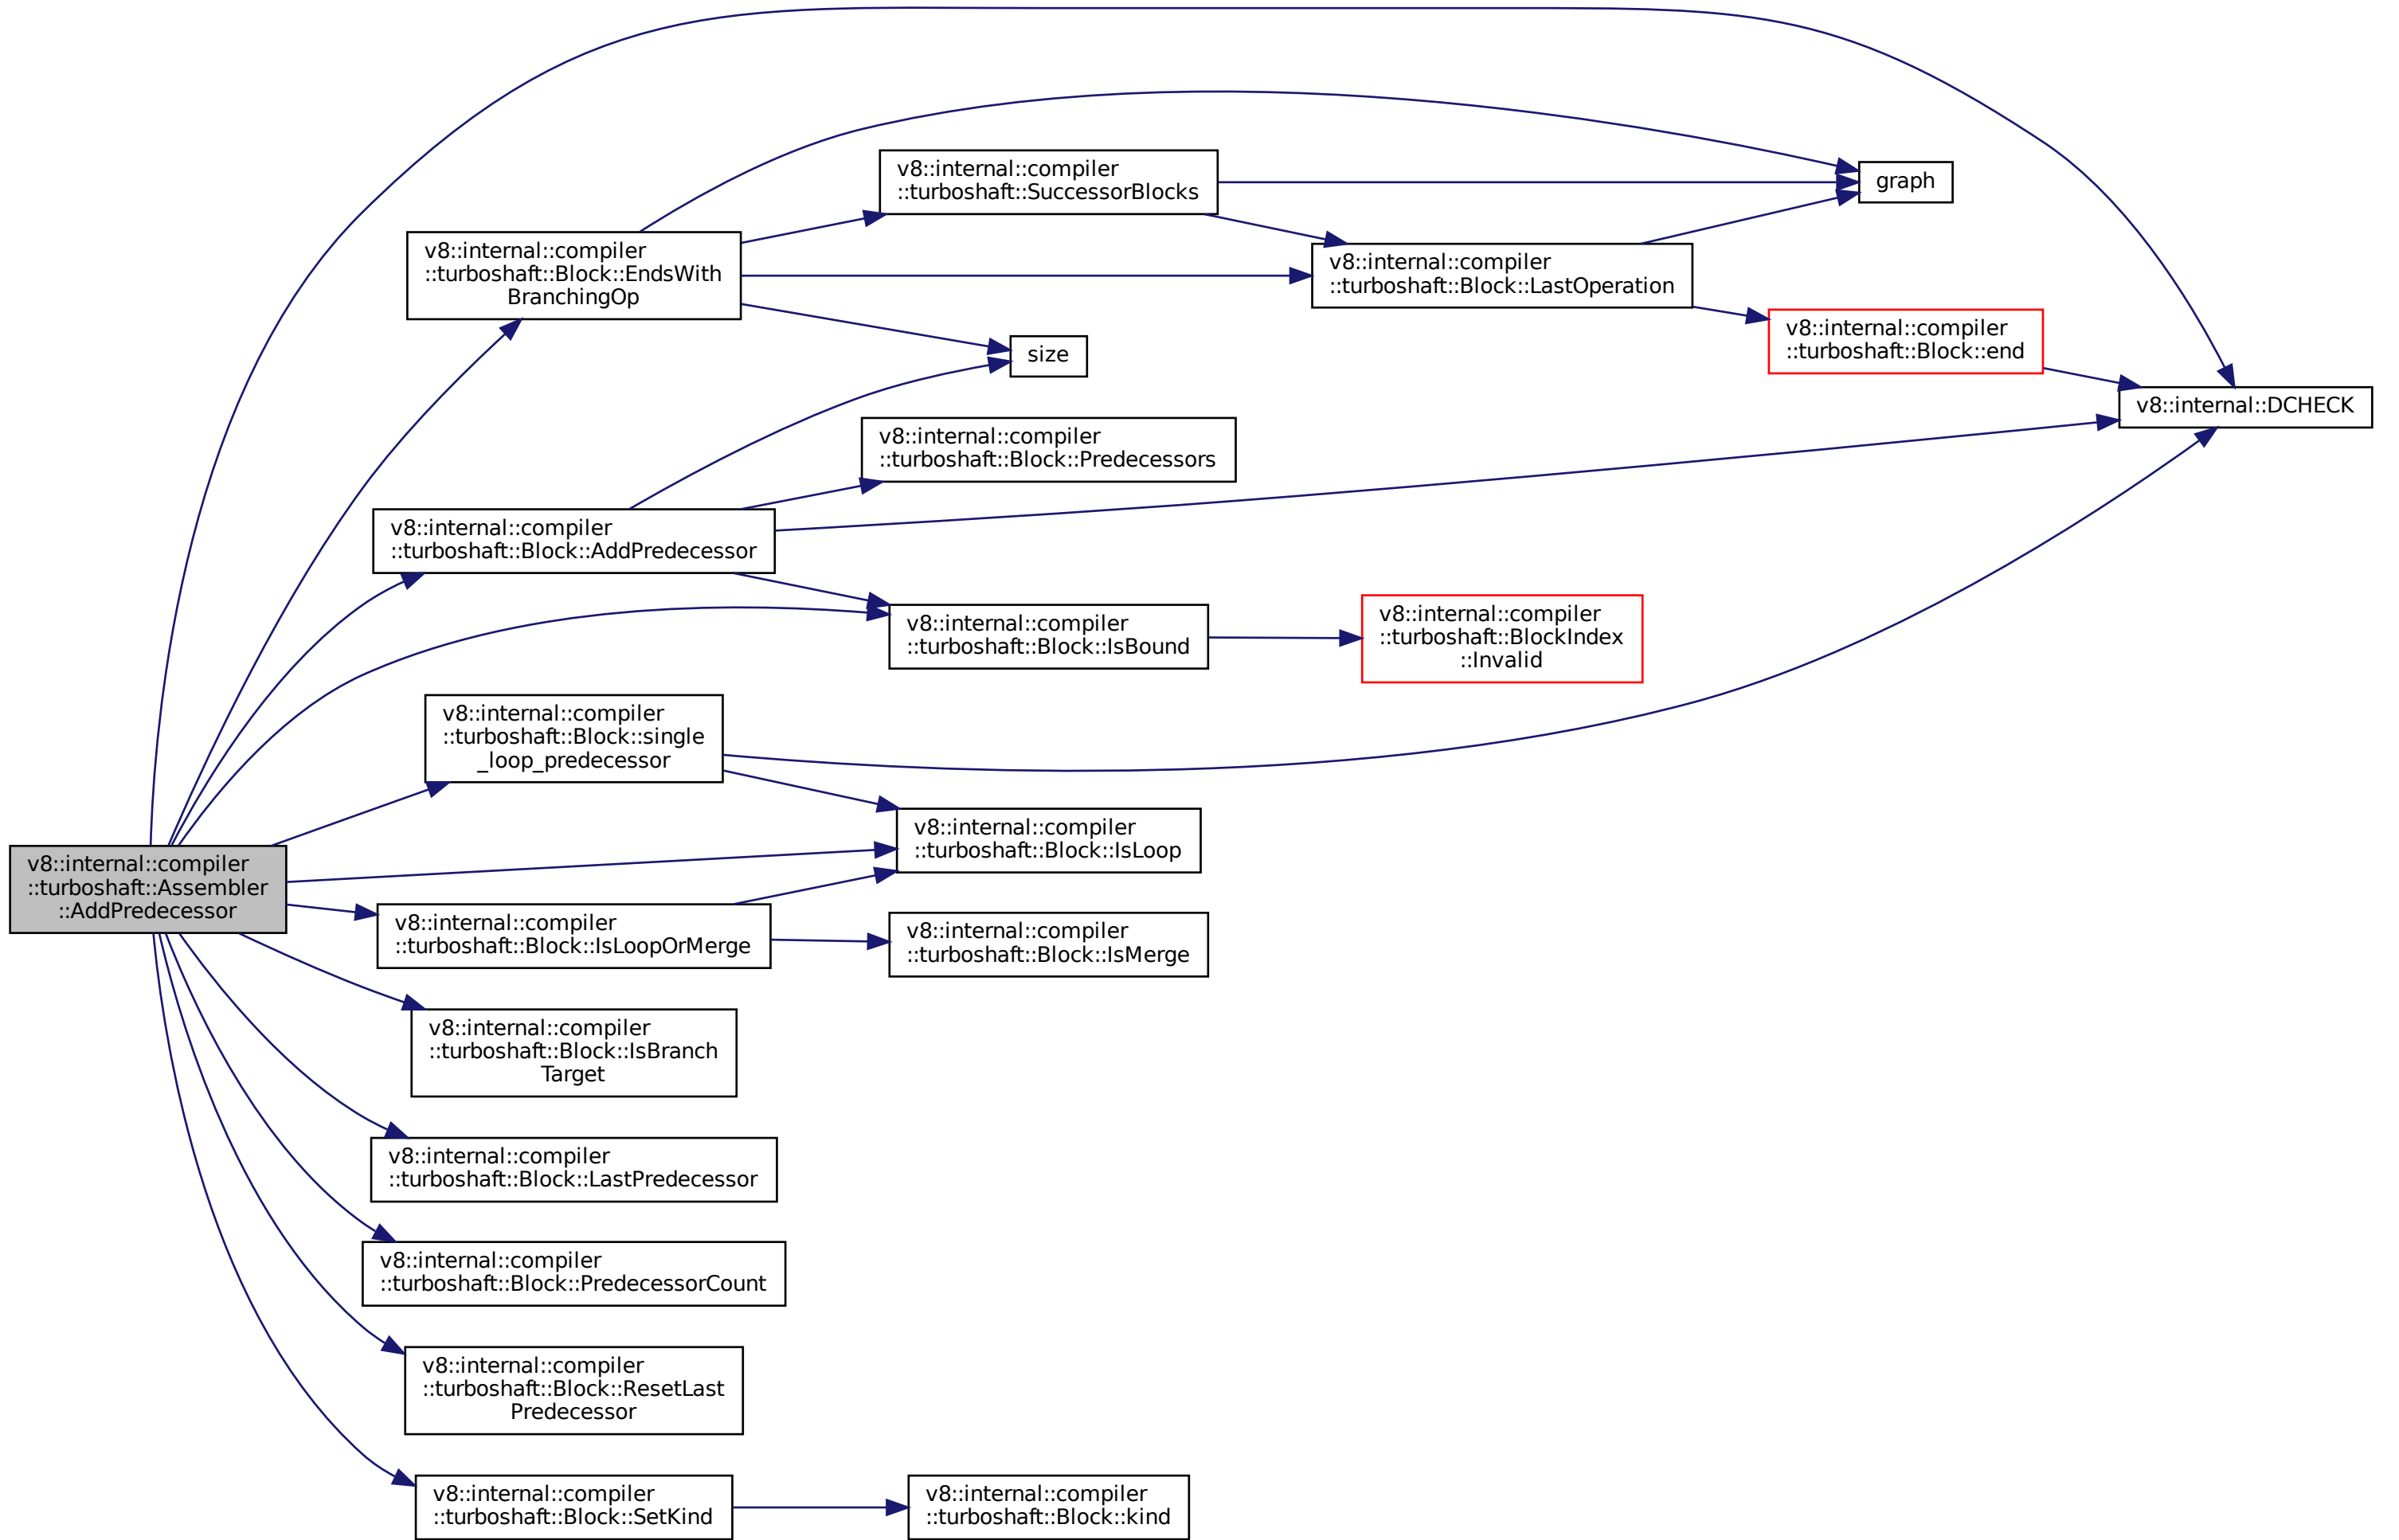 v8::internal::compiler
::turboshaft::SuccessorBlocks
graph
v8::internal::compiler
::turboshaft::Block::EndsWith
BranchingOp
v8::internal::compiler
::turboshaft::Block::LastOperation
v8::internal::compiler
::turboshaft::Block::end
size
v8::internal::DCHECK
v8::internal::compiler
::turboshaft::Block::Predecessors
v8::internal::compiler
::turboshaft::Block::AddPredecessor
v8::internal::compiler
::turboshaft::Block::IsBound
v8::internal::compiler
::turboshaft::BlockIndex
::Invalid
v8::internal::compiler
::turboshaft::Block::single
_loop_predecessor
v8::internal::compiler
::turboshaft::Block::IsLoop
v8::internal::compiler
::turboshaft::Assembler
::AddPredecessor
v8::internal::compiler
::turboshaft::Block::IsLoopOrMerge
v8::internal::compiler
::turboshaft::Block::IsMerge
v8::internal::compiler
::turboshaft::Block::IsBranch
Target
v8::internal::compiler
::turboshaft::Block::LastPredecessor
v8::internal::compiler
::turboshaft::Block::PredecessorCount
v8::internal::compiler
::turboshaft::Block::ResetLast
Predecessor
v8::internal::compiler
::turboshaft::Block::SetKind
v8::internal::compiler
::turboshaft::Block::kind